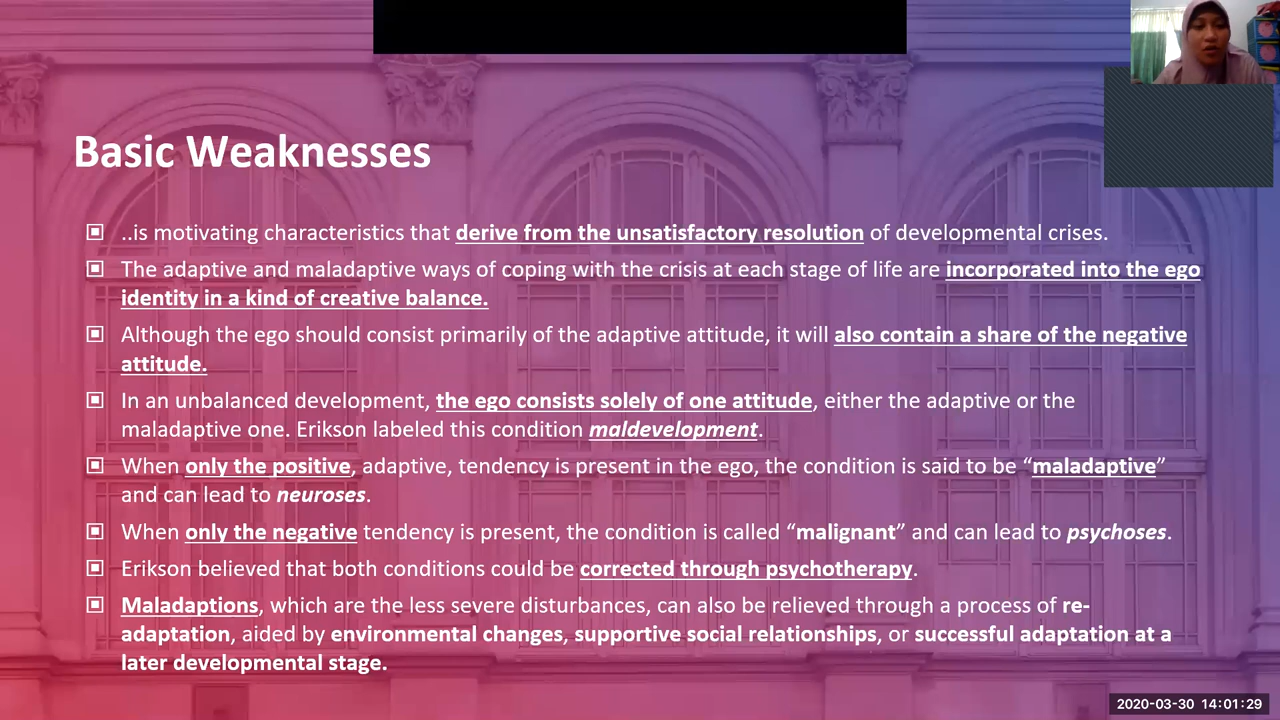 Basic Weaknesses
..is motivating characteristics that derive from the unsatisfactory resolution of developmental crises.
The adaptive and maladaptive ways of coping with the crisis at each stage of life are incorporated into the ego
identity in a kind of creative balance.
Although the ego should consist primarily of the adaptive attitude, it will also contain a share of the negative
attitude.
In an unbalanced development, the ego consists solely of one attitude, either the adaptive or the
maladaptive one. Erikson labeled this condition maldevelopment.
When only the positive, adaptive, tendency is present in the ego, the condition is said to be “maladaptive”
and can lead to neuroses.
When only the negative tendency is present, the condition is called “malignant” and can lead to psychoses.
Erikson believed that both conditions could be corrected through psychotherapy.
Maladaptions, which are the less severe disturbances, can also be relieved through a process of re-
adaptation, aided by environmental changes, supportive social relationships, or successful adaptation at a
later developmental stage.
2020-03-30 14:01:29